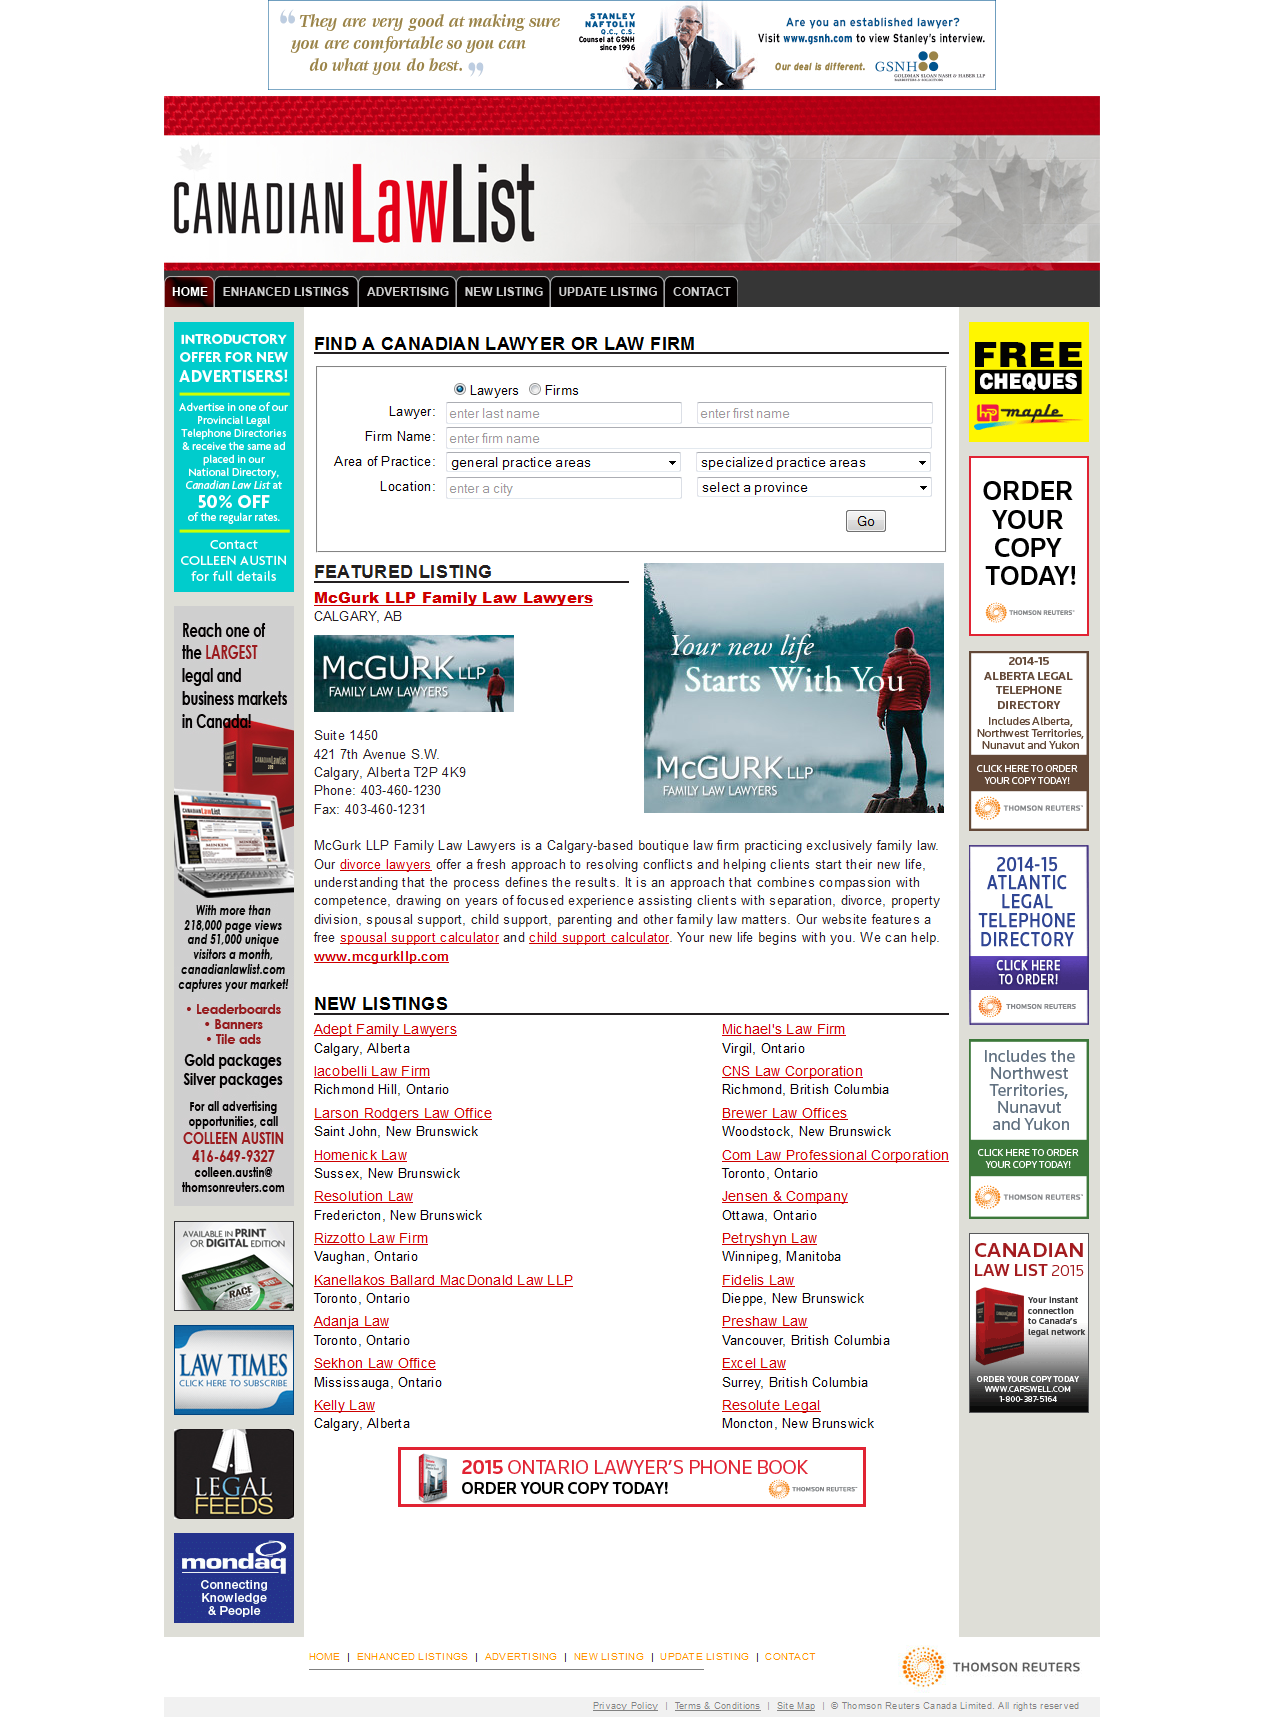 “ They are very good at making sure
you are comfortable so you can
do what you do best. ”
STANLEY
NAFTOLIN
Q.C., C.S.
Counsel at GSNH
since 1996
Are you an established lawyer?
Visit www.gsnh.com to view Stanley's interview.
Our deal is different.
GSNH
GOLDMAN SLOAN NASH & HABER LLP
BARRISTERS & SOLICITORS
CANADIAN LawList
HOME
ENHANCED LISTINGS
ADVERTISING
NEW LISTING
UPDATE LISTING
CONTACT
INTRODUCTORY
OFFER FOR NEW
ADVERTISERS!
Advertise in one of our
Provincial Legal
Telephone Directories
& receive the same ad
placed in our
National Directory,
Canadian Law List at
50% OFF
of the regular rates.
Contact
COLLEEN AUSTIN
for full details
Reach one of
the LARGEST
legal and
business markets
in Canada!
CANADIAN LawList
With more than
218,000 page views
and 51,000 unique
visitors a month,
canadianlawlist.com
captures your market!
• Leaderboards
• Banners
• Tile ads
Gold packages
Silver packages
For all advertising
opportunities, call
COLLEEN AUSTIN
416-649-9327
colleen.austin@
thomsonreuters.com
AVAILABLE IN PRINT
OR DIGITAL EDITION
CANADIAN Lawyer
RACE
LAW TIMES
CLICK HERE TO SUBSCRIBE
LEGAL
FEEDS
mondaq
Connecting
Knowledge
& People
FIND A CANADIAN LAWYER OR LAW FIRM
Lawyers Firms
Lawyer: enter last name enter first name
Firm Name: enter firm name
Area of Practice: general practice areas specialized practice areas
Location: enter a city select a province
Go
FEATURED LISTING
McGurk LLP Family Law Lawyers
CALGARY, AB
McGURK LLP
FAMILY LAW LAWYERS
Suite 1450
421 7th Avenue S.W.
Calgary, Alberta T2P 4K9
Phone: 403-460-1230
Fax: 403-460-1231
Your new life
Starts With You
McGURK LLP
FAMILY LAW LAWYERS
McGurk LLP Family Law Lawyers is a Calgary-based boutique law firm practicing exclusively family law.
Our divorce lawyers offer a fresh approach to resolving conflicts and helping clients start their new life,
understanding that the process defines the results. It is an approach that combines compassion with
competence, drawing on years of focused experience assisting clients with separation, divorce, property
division, spousal support, child support, parenting and other family law matters. Our website features a
free spousal support calculator and child support calculator. Your new life begins with you. We can help.
www.mcgurkllp.com
NEW LISTINGS
Adept Family Lawyers
Calgary, Alberta
Iacobelli Law Firm
Richmond Hill, Ontario
Larson Rodgers Law Office
Saint John, New Brunswick
Homenick Law
Sussex, New Brunswick
Resolution Law
Fredericton, New Brunswick
Rizzotto Law Firm
Vaughan, Ontario
Kanellakos Ballard MacDonald Law LLP
Toronto, Ontario
Adanja Law
Toronto, Ontario
Sekhon Law Office
Mississauga, Ontario
Kelly Law
Calgary, Alberta
Michael's Law Firm
Virgil, Ontario
CNS Law Corporation
Richmond, British Columbia
Brewer Law Offices
Woodstock, New Brunswick
Com Law Professional Corporation
Toronto, Ontario
Jensen & Company
Ottawa, Ontario
Petryshyn Law
Winnipeg, Manitoba
Fidelis Law
Dieppe, New Brunswick
Preshaw Law
Vancouver, British Columbia
Excel Law
Surrey, British Columbia
Resolute Legal
Moncton, New Brunswick
2015 ONTARIO LAWYER'S PHONE BOOK
ORDER YOUR COPY TODAY!
THOMSON REUTERS
FREE
CHEQUES
maple
ORDER
YOUR
COPY
TODAY!
THOMSON REUTERS
2014-15
ALBERTA LEGAL
TELEPHONE
DIRECTORY
Includes Alberta,
Northwest Territories,
Nunavut and Yukon
CLICK HERE TO ORDER
YOUR COPY TODAY!
THOMSON REUTERS
2014-15
ATLANTIC
LEGAL
TELEPHONE
DIRECTORY
CLICK HERE
TO ORDER!
THOMSON REUTERS
Includes the
Northwest
Territories,
Nunavut
and Yukon
CLICK HERE TO ORDER
YOUR COPY TODAY!
THOMSON REUTERS
CANADIAN
LAW LIST 2015
Your instant
connection
to Canada's
legal network
ORDER YOUR COPY TODAY
WWW.CARSWELL.COM
1-800-387-5164
HOME | ENHANCED LISTINGS | ADVERTISING | NEW LISTING | UPDATE LISTING | CONTACT
THOMSON REUTERS
Privacy Policy | Terms & Conditions | Site Map | © Thomson Reuters Canada Limited. All rights reserved